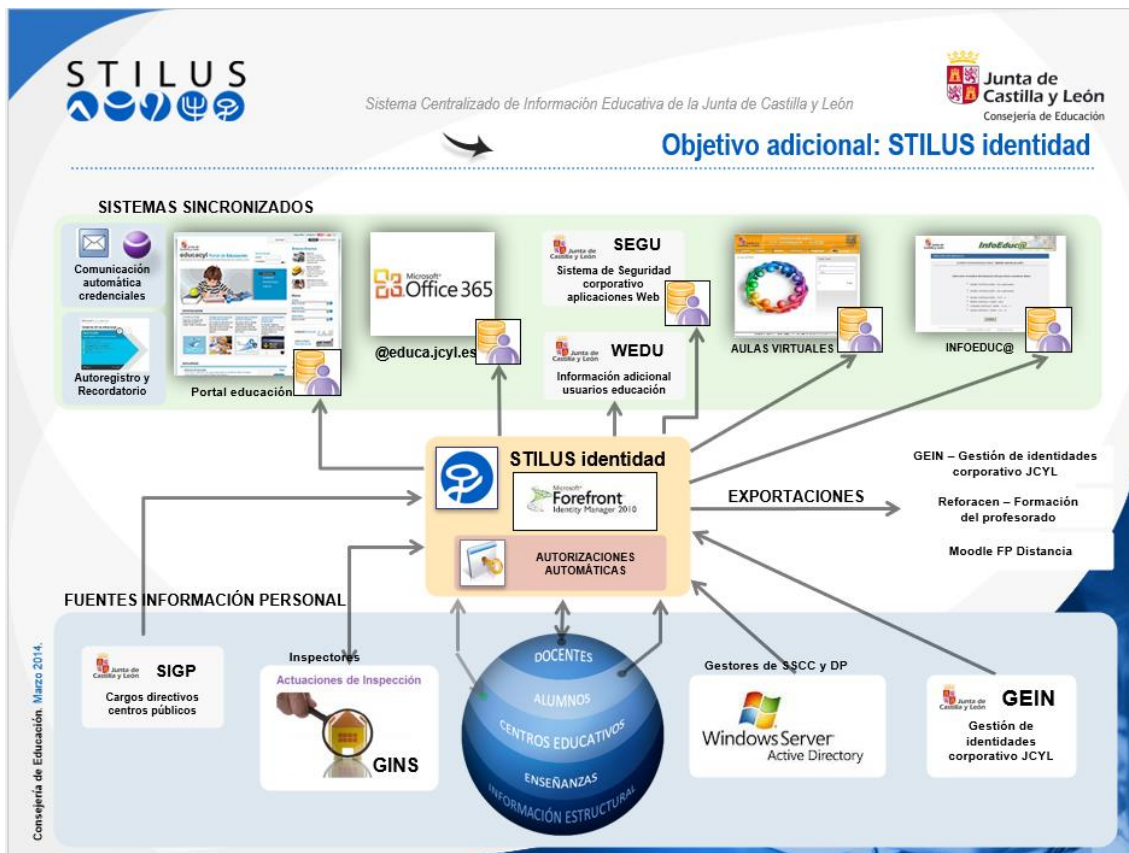 STILUS
Sistema Centralizado de Información Educativa de la Junta de Castilla y León
Junta de
Castilla y León
Consejería de Educación
Objetivo adicional: STILUS identidad
SISTEMAS SINCRONIZADOS
Comunicación
automática
credenciales
Autoregistro y
Recordatorio
educacyl Portal de Educación
Portal educación
Microsoft
Office 365
@educa.jcyl.es
Junta de
Castilla y León
SEGU
Sistema de Seguridad
corporativo
aplicaciones Web
Junta de
Castilla y León
WEDU
Información adicional
usuarios educación
AULAS VIRTUALES
InfoEduc@
INFOEDUC@
STILUS identidad
Microsoft
Forefront
Identity Manager 2010
AUTORIZACIONES
AUTOMÁTICAS
EXPORTACIONES
GEIN – Gestión de identidades
corporativo JCYL
Reforacen – Formación
del profesorado
Moodle FP Distancia
FUENTES INFORMACIÓN PERSONAL
Junta de
Castilla y León
SIGP
Cargos directivos
centros públicos
Inspectores
Actuaciones de Inspección
GINS
DOCENTES
ALUMNOS
CENTROS EDUCATIVOS
ENSEÑANZAS
INFORMACIÓN ESTRUCTURAL
Gestores de SSCC y DP
Windows Server
Active Directory
Junta de
Castilla y León
GEIN
Gestión de
identidades
corporativo JCYL
Consejería de Educación. Marzo 2014.